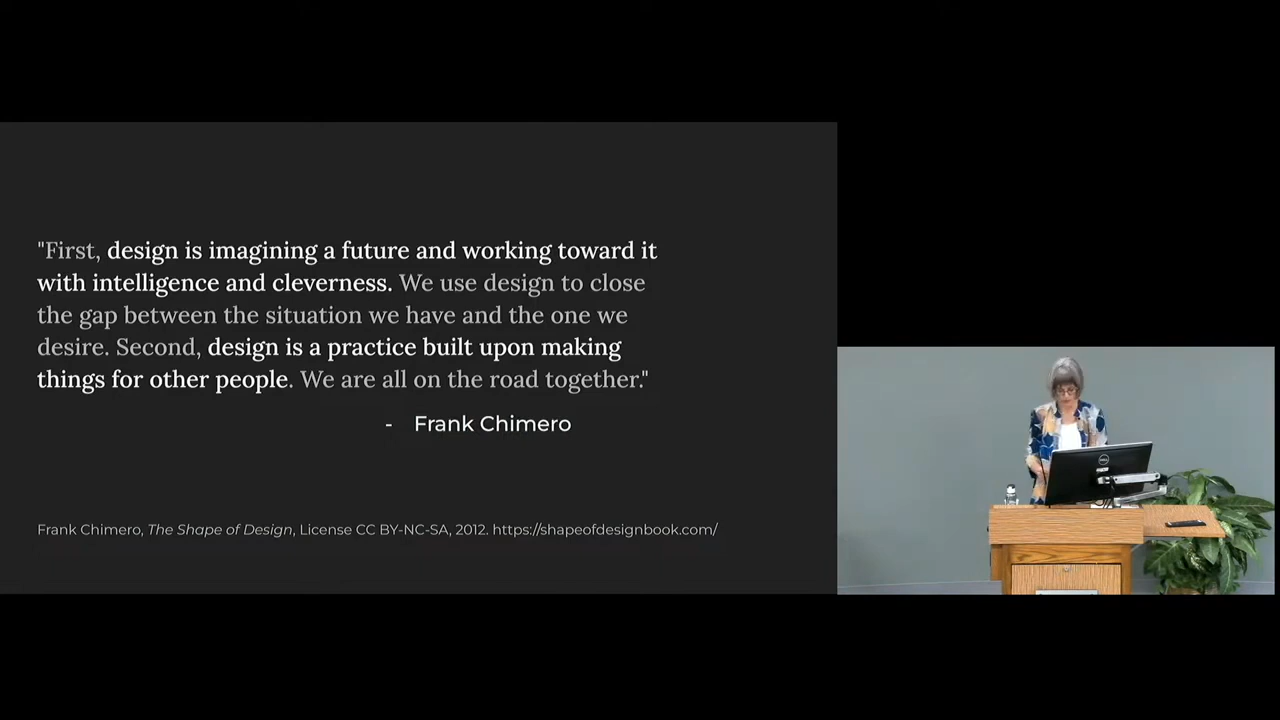 "First, design is imagining a future and working toward it
with intelligence and cleverness. We use design to close
the gap between the situation we have and the one we
desire. Second, design is a practice built upon making
things for other people. We are all on the road together."
- Frank Chimero
Frank Chimero, The Shape of Design, License CC BY-NC-SA, 2012. https://shapeofdesignbook.com/
DELL